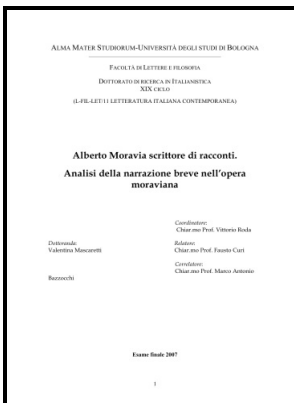 ALMA MATER STUDIORUM-UNIVERSITÀ DEGLI STUDI DI BOLOGNA
FACOLTÀ DI LETTERE E FILOSOFIA
DOTTORATO DI RICERCA IN ITALIANISTICA
XIX CICLO
(L-FIL-LET/11 LETTERATURA ITALIANA CONTEMPORANEA)
Alberto Moravia scrittore di racconti.
Analisi della narrazione breve nell'opera
moraviana
Coordinatore:
Chiar.mo Prof. Vittorio Roda
Dottoranda:
Valentina Mascaretti
Relatore:
Chiar.mo Prof. Fausto Curi
Correlatore:
Chiar.mo Prof. Marco Antonio
Bazzocchi
Esame finale 2007
1